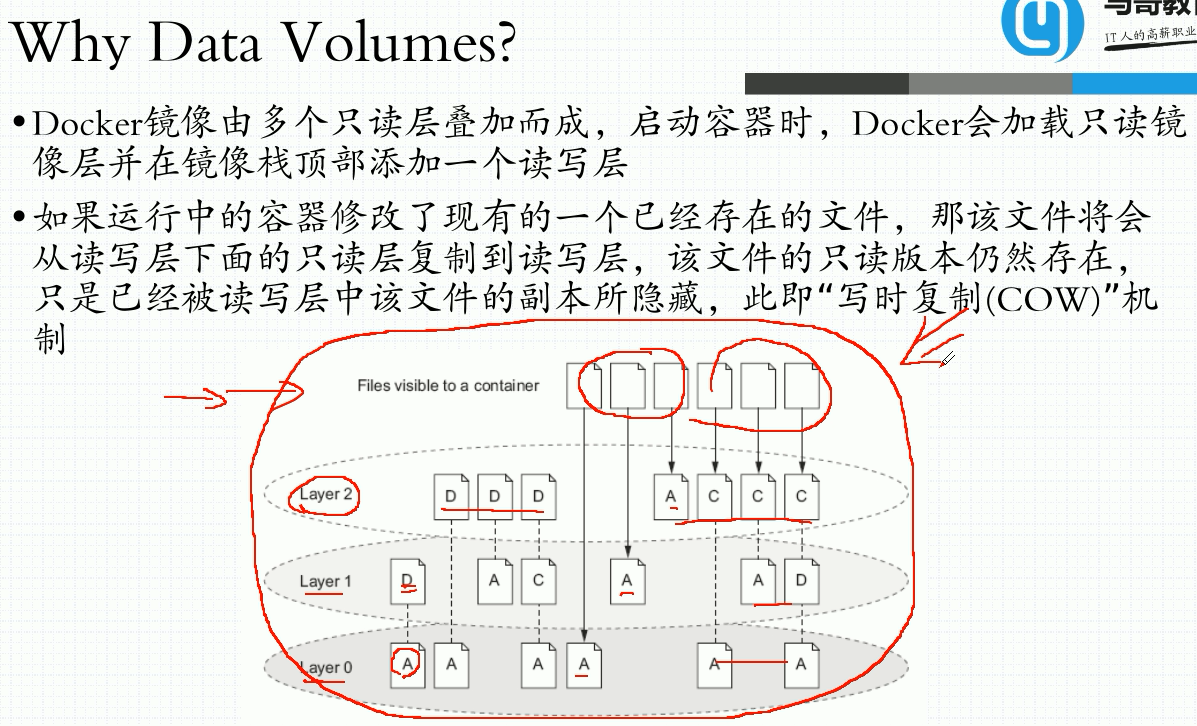 Why Data Volumes?
马哥教育
IT人的高薪职业
•Docker镜像由多个只读层叠加而成，启动容器时，Docker会加载只读镜
像层并在镜像栈顶部添加一个读写层
•如果运行中的容器修改了现有的一个已经存在的文件，那该文件将会
从读写层下面的只读层复制到读写层，该文件的只读版本仍然存在，
只是已经被读写层中该文件的副本所隐藏，此即“写时复制(COW)”机
制
Files visible to a container
Layer 2 D D D A C C C
Layer 1 D A C A A D
Layer 0 A A A A A A